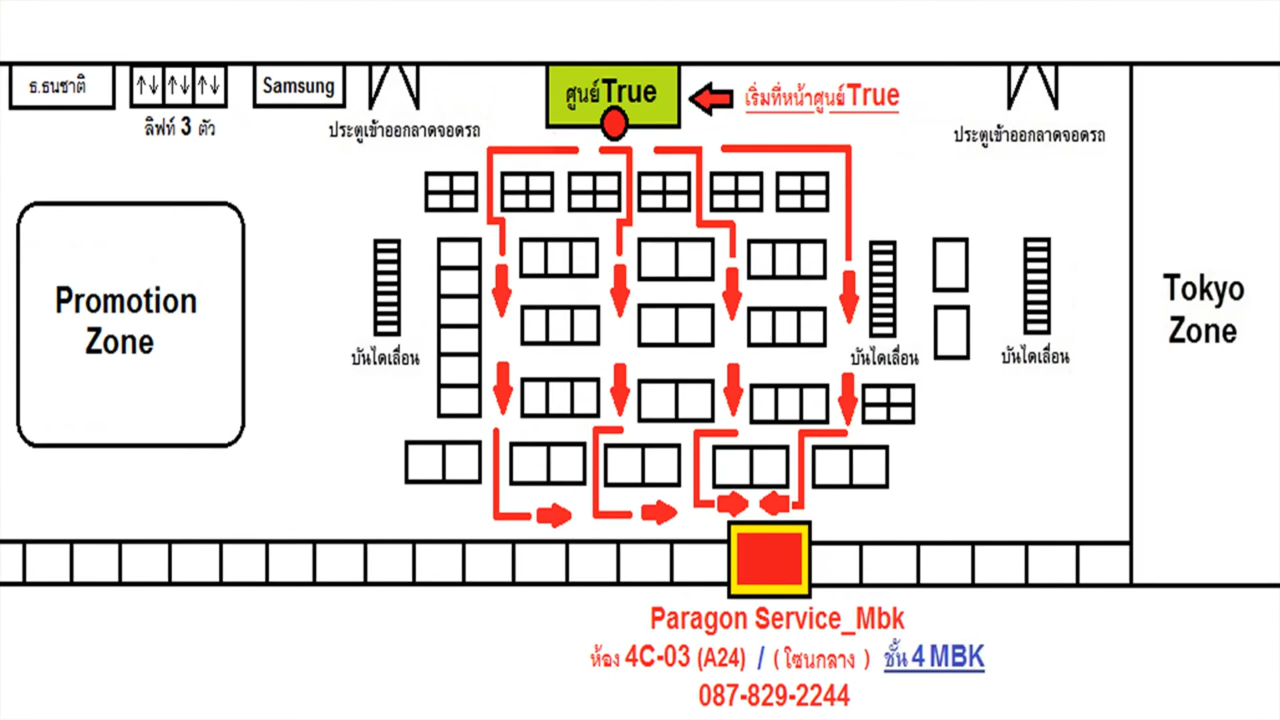 ธ.ธนชาติ
ลิฟท์ 3 ตัว
Samsung
ประตูเข้าออกลาดจอดรถ
ศูนย์True
เริ่มที่หน้าศูนย์True
ประตูเข้าออกลาดจอดรถ
Promotion
Zone
บันไดเลื่อน
บันไดเลื่อน
บันไดเลื่อน
Tokyo
Zone
Paragon Service_Mbk
ห้อง 4C-03 (A24) / ( โซนกลาง ) ชั้น 4 MBK
087-829-2244